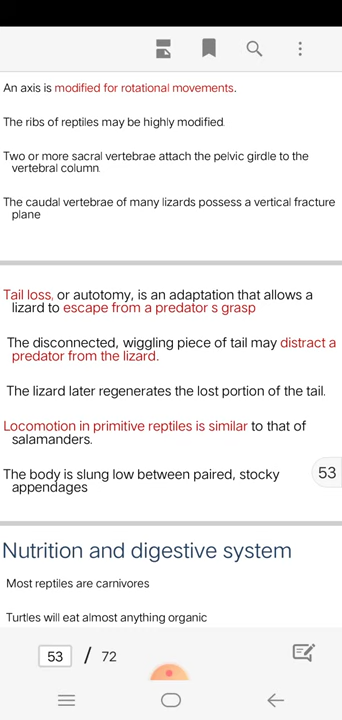 An axis is modified for rotational movements.
The ribs of reptiles may be highly modified.
Two or more sacral vertebrae attach the pelvic girdle to the
vertebral column.
The caudal vertebrae of many lizards possess a vertical fracture
plane
Tail loss, or autotomy, is an adaptation that allows a
lizard to escape from a predator s grasp
The disconnected, wiggling piece of tail may distract a
predator from the lizard.
The lizard later regenerates the lost portion of the tail.
Locomotion in primitive reptiles is similar to that of
salamanders.
The body is slung low between paired, stocky
appendages
53
Nutrition and digestive system
Most reptiles are carnivores
Turtles will eat almost anything organic
53 / 72